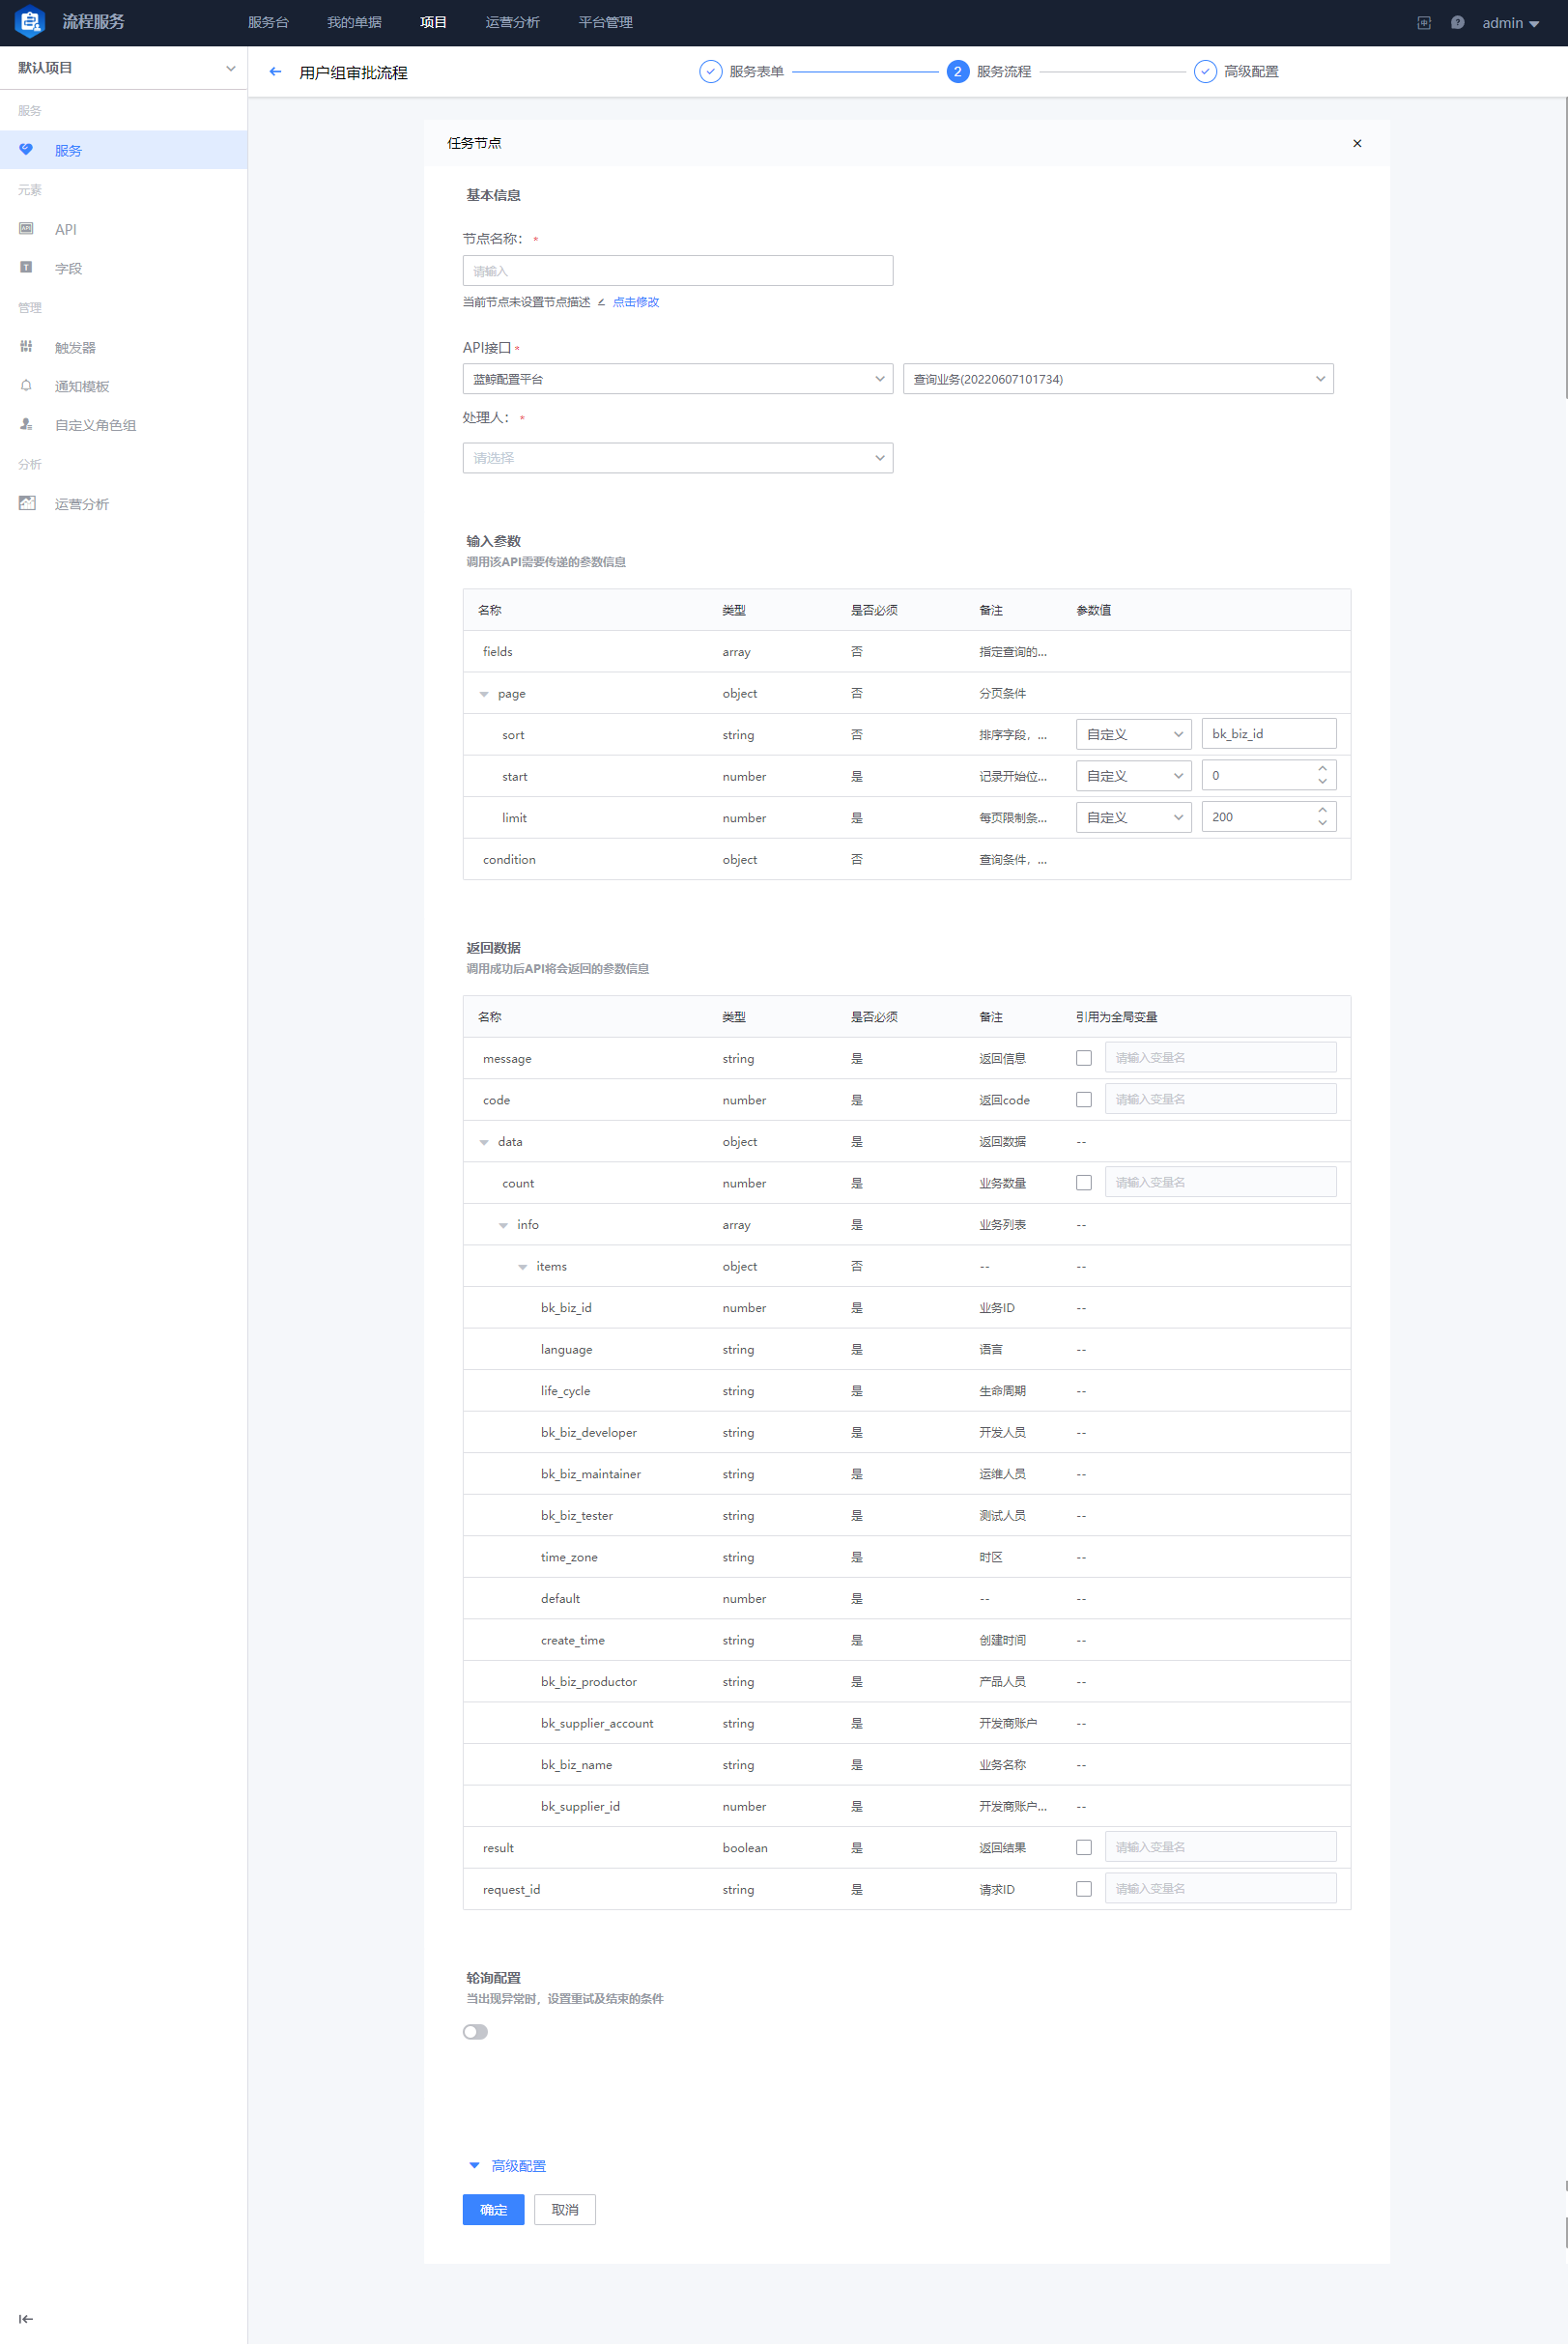 流程服务 服务台 我的单据 项目 运营分析 平台管理 admin
默认项目
用户组审批流程 服务表单 2 服务流程 高级配置
服务
服务
元素
API
字段
管理
触发器
通知模板
自定义角色组
分析
运营分析
任务节点
基本信息
节点名称： *
请输入
当前节点未设置节点描述 点击修改
API接口 *
蓝鲸配置平台 查询业务(20220607101734)
处理人： *
请选择
输入参数
调用该API需要传递的参数信息
名称 类型 是否必须 备注 参数值
fields array 否 指定查询的...
page object 否 分页条件
sort string 否 排序字段，... 自定义 bk_biz_id
start number 是 记录开始位... 自定义 0
limit number 是 每页限制条... 自定义 200
condition object 否 查询条件，...
返回数据
调用成功后API将会返回的参数信息
名称 类型 是否必须 备注 引用为全局变量
message string 是 返回信息 请输入变量名
code number 是 返回code 请输入变量名
data object 是 返回数据 --
count number 是 业务数量 请输入变量名
info array 是 业务列表 --
items object 否 -- --
bk_biz_id number 是 业务ID --
language string 是 语言 --
life_cycle string 是 生命周期 --
bk_biz_developer string 是 开发人员 --
bk_biz_maintainer string 是 运维人员 --
bk_biz_tester string 是 测试人员 --
time_zone string 是 时区 --
default number 是 -- --
create_time string 是 创建时间 --
bk_biz_productor string 是 产品人员 --
bk_supplier_account string 是 开发商账户 --
bk_biz_name string 是 业务名称 --
bk_supplier_id number 是 开发商账户... --
result boolean 是 返回结果 请输入变量名
request_id string 是 请求ID 请输入变量名
轮询配置
当出现异常时，设置重试及结束的条件
高级配置
确定 取消